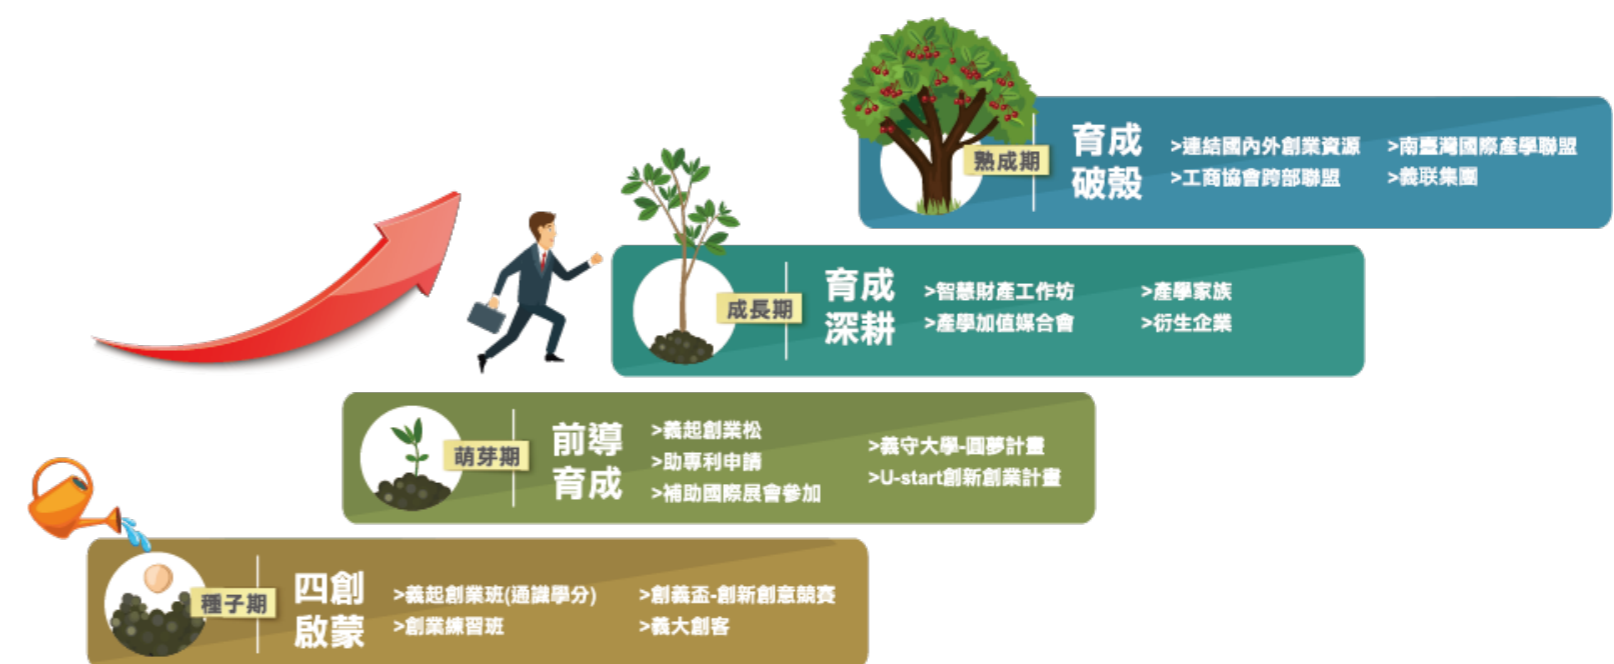 熟成期
育成
破殼
>連結國內外創業資源
>工商協會跨部聯盟
>南臺灣國際產學聯盟
>義联集團
成長期
育成
深耕
>智慧財產工作坊
>產學加值媒合會
>產學家族
>衍生企業
萌芽期
前導
育成
>義起創業松
>助專利申請
>補助國際展會參加
>義守大學-圓夢計畫
>U-start創新創業計畫
種子期
四創
啟蒙
>義起創業班(通識學分)
>創業練習班
>創義盃-創新創意競賽
>義大創客